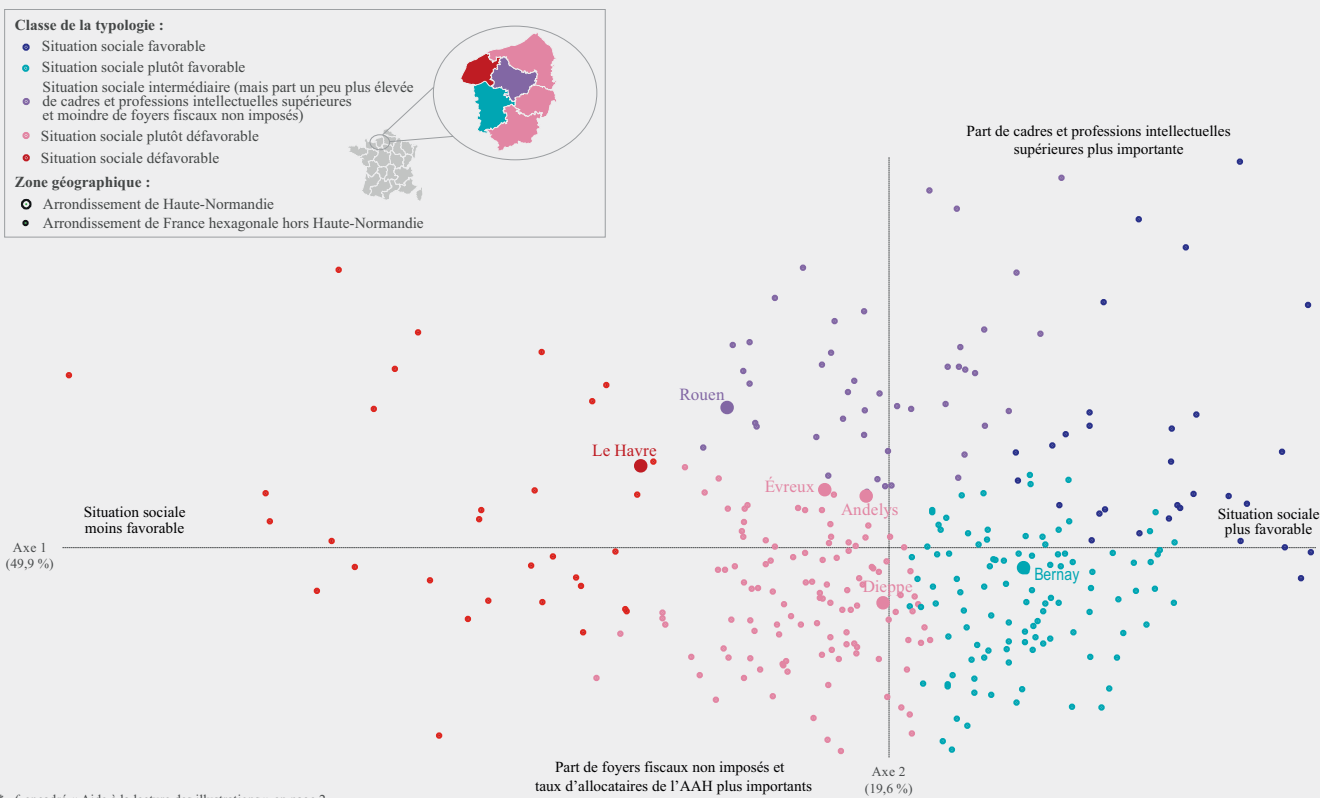 Classe de la typologie :
Situation sociale favorable
Situation sociale plutôt favorable
Situation sociale intermédiaire (mais part un peu plus élevée
de cadres et professions intellectuelles supérieures
et moindre de foyers fiscaux non imposés)
Situation sociale plutôt défavorable
Situation sociale défavorable
Zone géographique :
Arrondissement de Haute-Normandie
Arrondissement de France hexagonale hors Haute-Normandie
Part de cadres et professions intellectuelles
supérieures plus importante
Rouen
Le Havre
Évreux
Andelys
Situation sociale
moins favorable
Situation sociale
plus favorable
Axe 1
(49,9 %)
Bernay
Dieppe
Part de foyers fiscaux non imposés et
taux d'allocataires de l'AAH plus importants
Axe 2
(19,6 %)